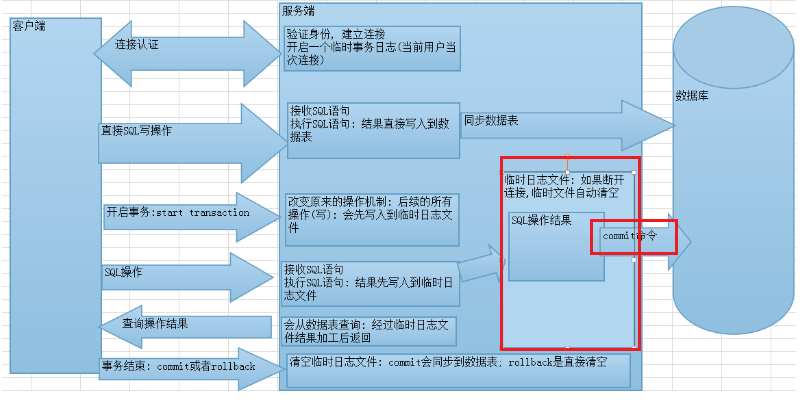 客户端
服务端
连接认证
验证身份, 建立连接
开启一个临时事务日志(当前用户当
次连接)
数据库
直接SQL写操作
接收SQL语句
执行SQL语句: 结果直接写入到数
据表
同步数据表
临时日志文件: 如果断开
连接,临时文件自动清空
开启事务:start transaction
改变原来的操作机制: 后续的所有
操作(写): 会先写入到临时日志文
件
SQL操作结果
commit命令
SQL操作
接收SQL语句
执行SQL语句: 结果先写入到临时日
志文件
查询操作结果
会从数据表查询: 经过临时日志文
件结果加工后返回
事务结束: commit或者rollback
清空临时日志文件: commit会同步到数据表; rollback是直接清空